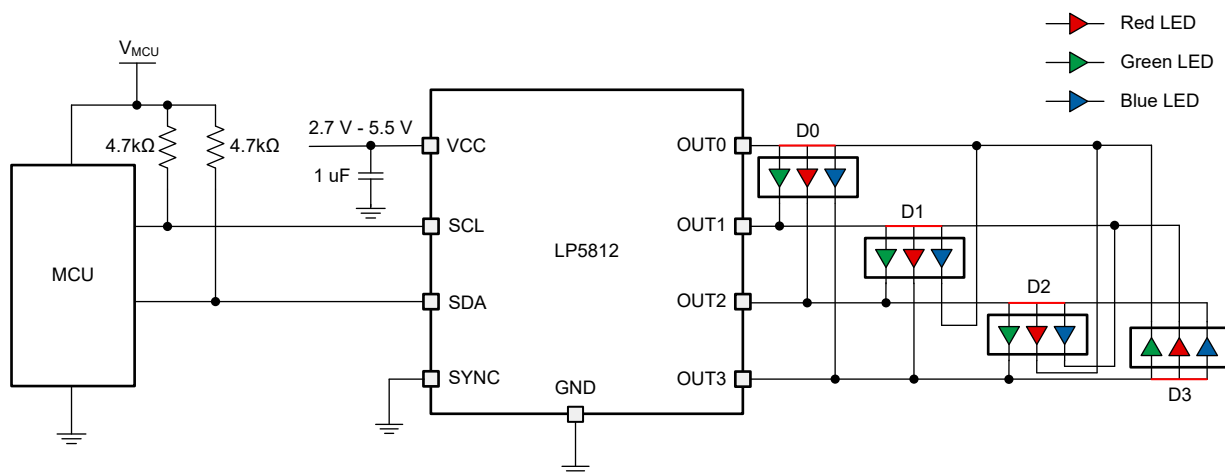 Red LED
Green LED
Blue LED
VMCU
4.7kΩ
4.7kΩ
2.7 V - 5.5 V
1 uF
MCU
VCC
SCL
SDA
SYNC
GND
LP5812
OUT0
OUT1
OUT2
OUT3
D0
D1
D2
D3